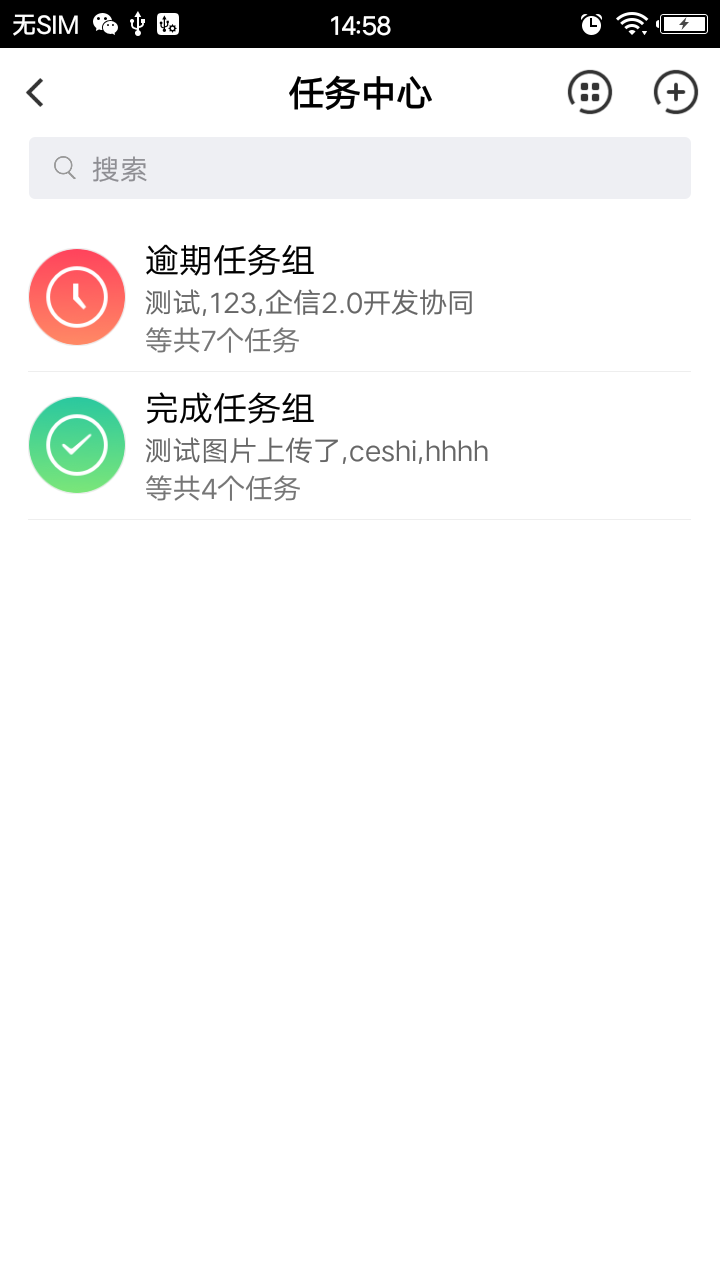 无SIM 14:58
任务中心
搜索
逾期任务组
测试,123,企信2.0开发协同
等共7个任务
完成任务组
测试图片上传了,ceshi,hhhh
等共4个任务